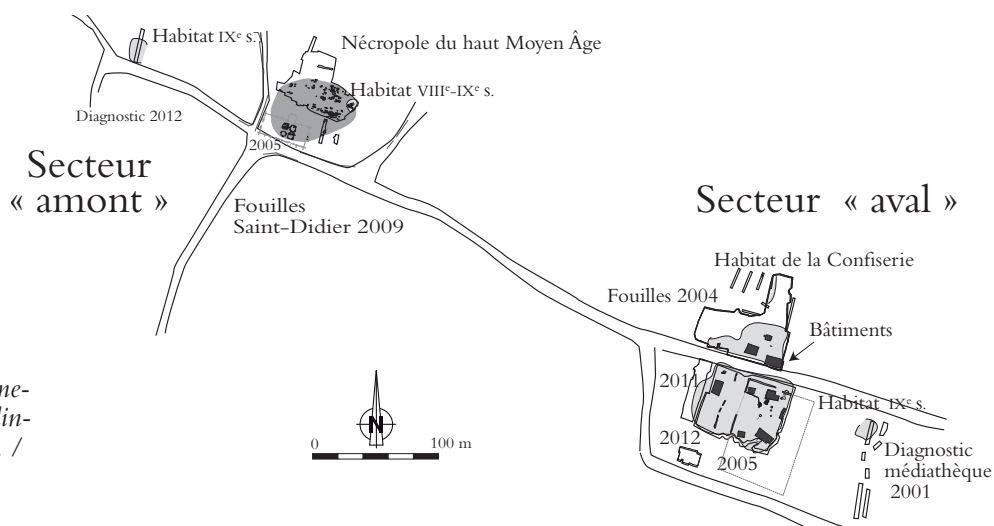 Habitat IXe s.
Nécropole du haut Moyen Âge
Habitat VIIIe-IXe s.
Diagnostic 2012
2005
Secteur
« amont »
Fouilles
Saint-Didier 2009
Secteur « aval »
Habitat de la Confiserie
Fouilles 2004
Bâtiments
2011
Habitat IXe s.
2012
2005
Diagnostic
médiathèque
2001
ne-
lin-
/
N
0 100 m